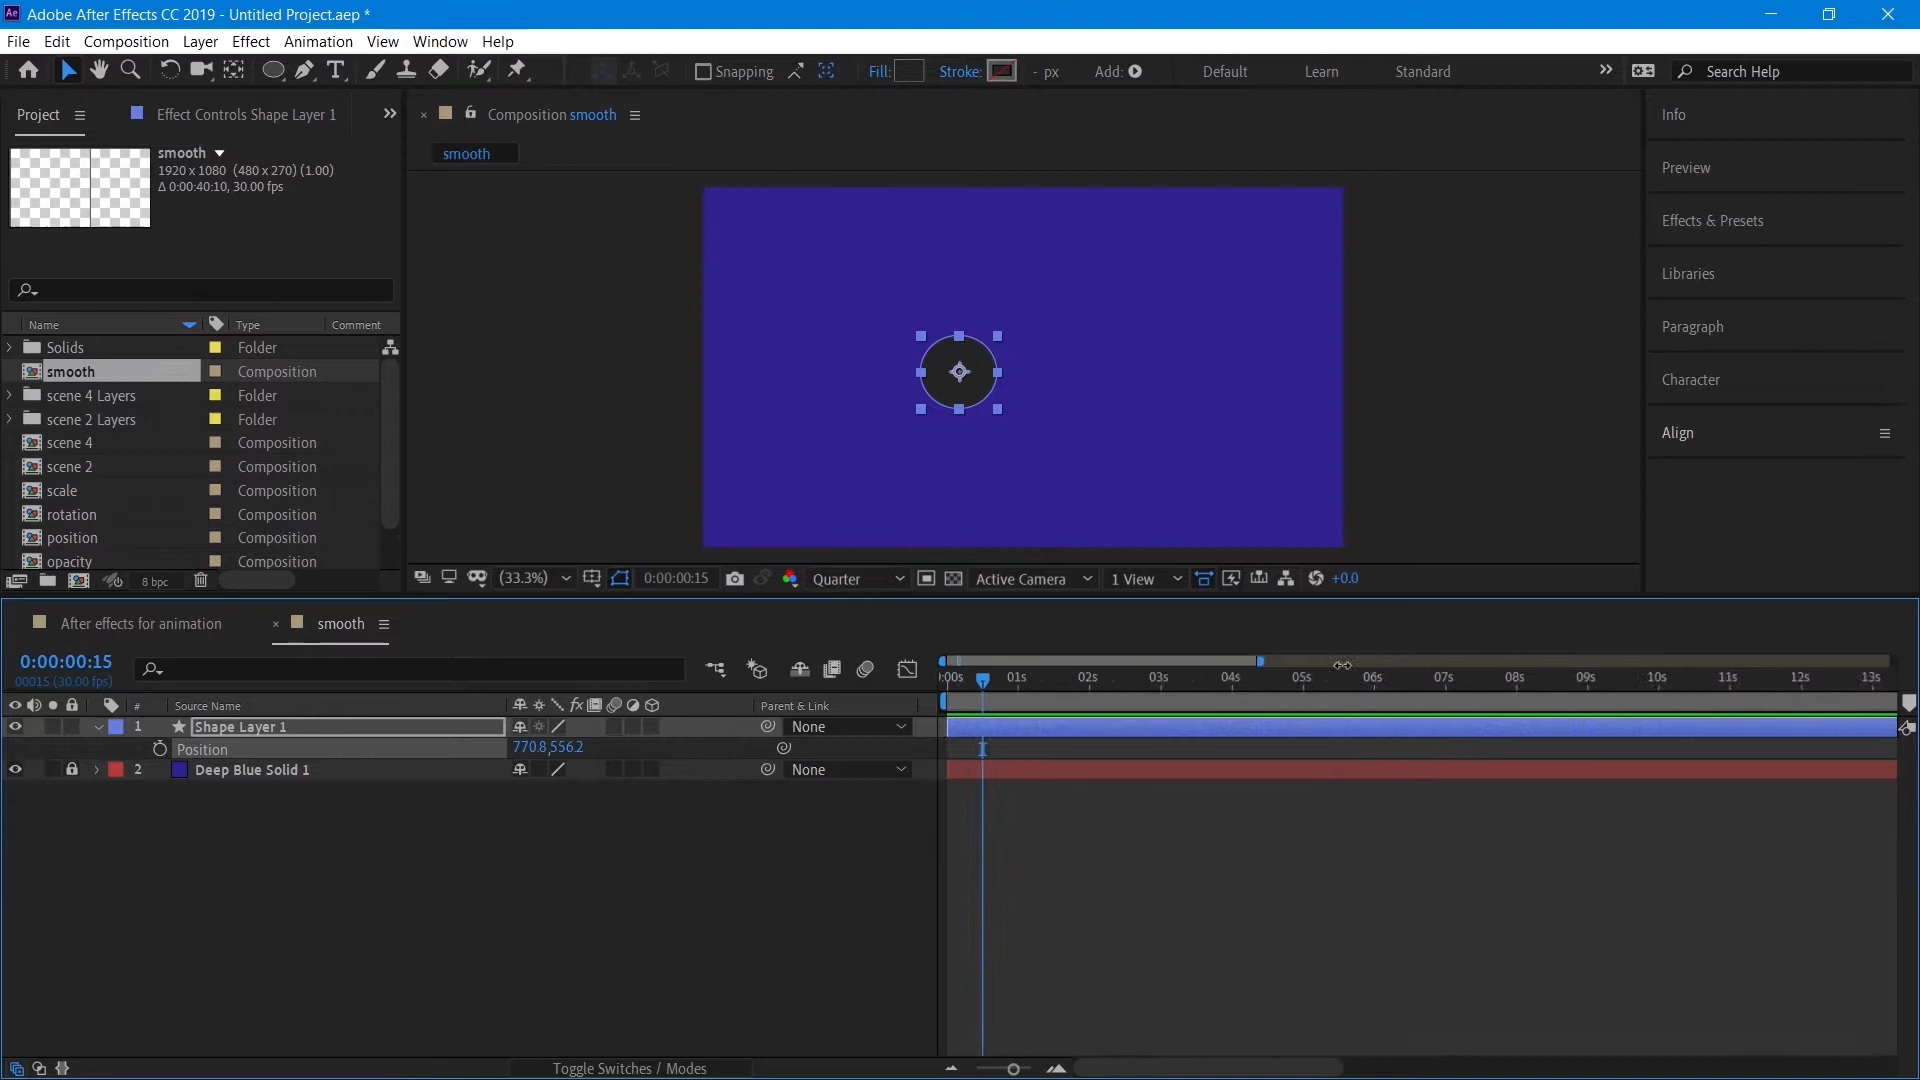 Ae Adobe After Effects CC 2019 - Untitled Project.aep *
File Edit Composition Layer Effect Animation View Window Help
Snapping Fill: Stroke: - px Add: Default Learn Standard Search Help
Project Effect Controls Shape Layer 1
Composition smooth
smooth
smooth
1920 x 1080 (480 x 270) (1.00)
Δ 0:00:40:10, 30.00 fps
Name Type Comment
Solids Folder
smooth Composition
scene 4 Layers Folder
scene 2 Layers Folder
scene 4 Composition
scene 2 Composition
scale Composition
rotation Composition
position Composition
opacity Composition
8 bpc
(33.3%) 0:00:00:15 Quarter Active Camera 1 View +0.0
Info
Preview
Effects & Presets
Libraries
Paragraph
Character
Align
After effects for animation smooth
0:00:00:15
00015 (30.00 fps)
:00s 01s 02s 03s 04s 05s 06s 07s 08s 09s 10s 11s 12s 13s
# Source Name fx Parent & Link
1 Shape Layer 1 None
Position 770.8,556.2
2 Deep Blue Solid 1 None
Toggle Switches / Modes